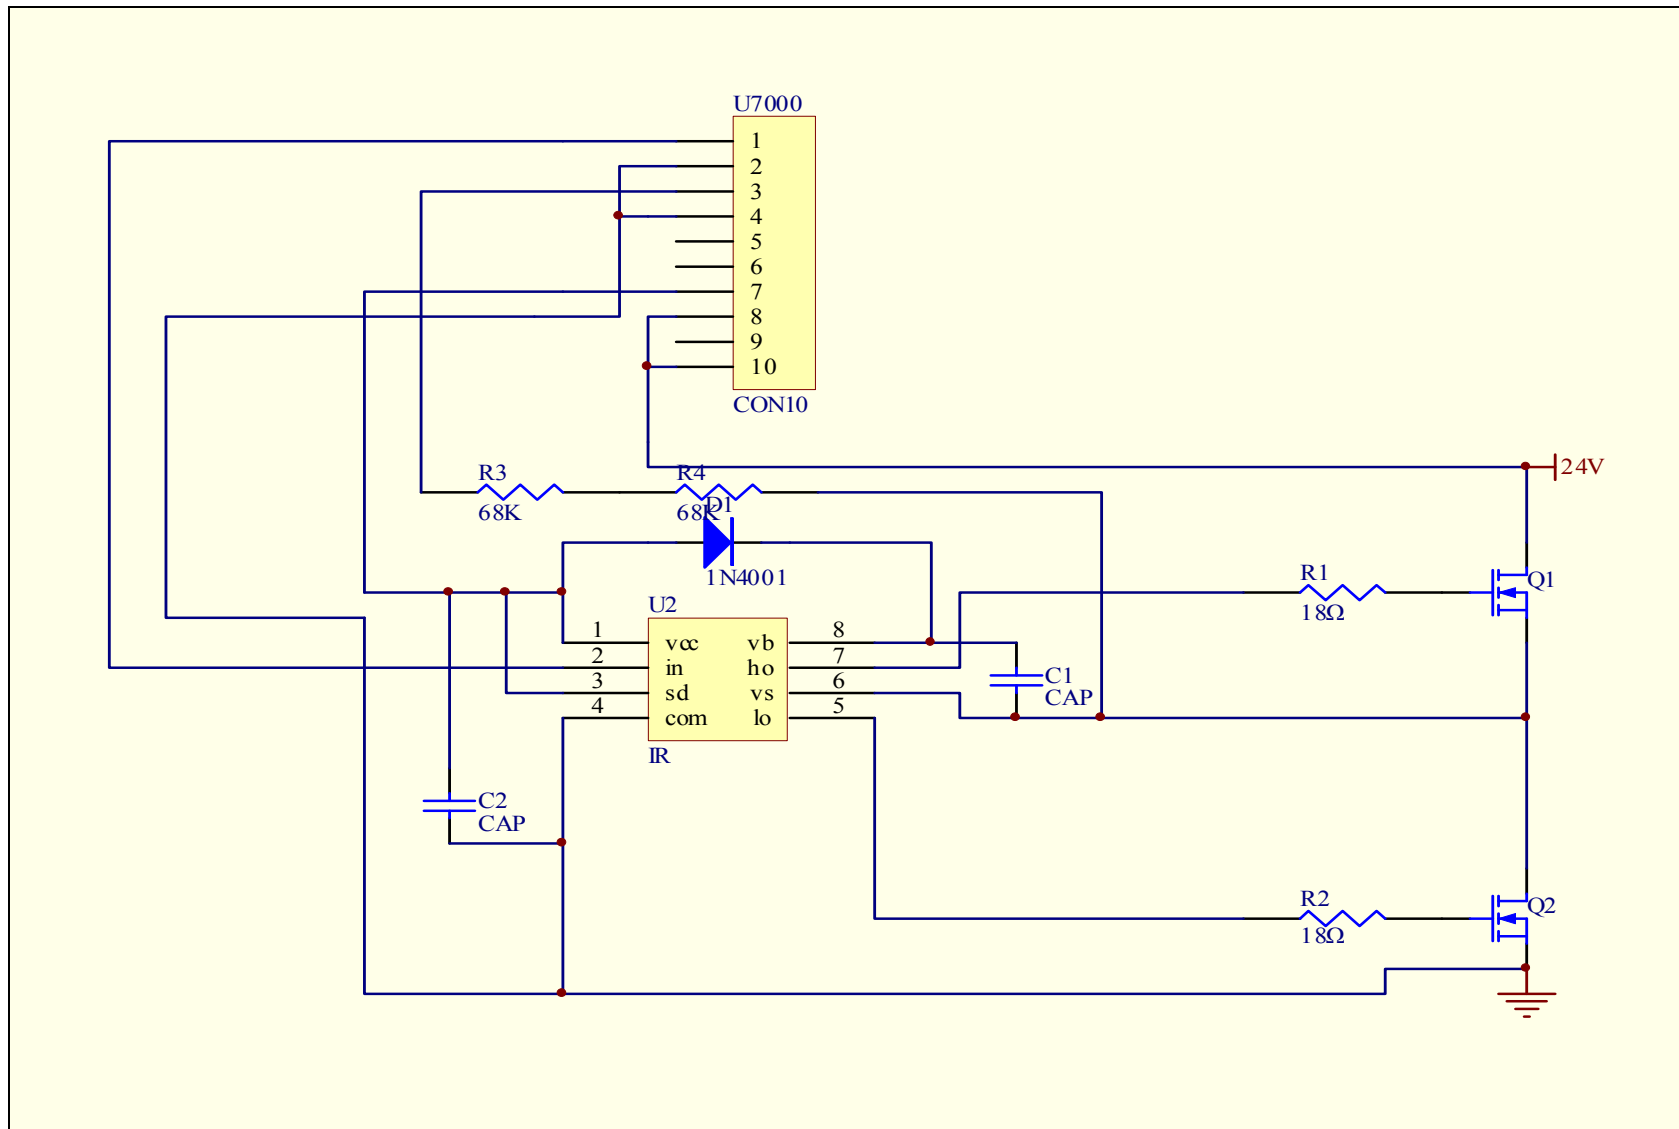 U7000
1
2
3
4
5
6
7
8
9
10
CON10
24V
R3
68K
R4
68K
D1
1N4001
R1
18Ω
Q1
U2
1 vcc vb 8
2 in ho 7
3 sd vs 6
4 com lo 5
IR
C1
CAP
C2
CAP
R2
18Ω
Q2